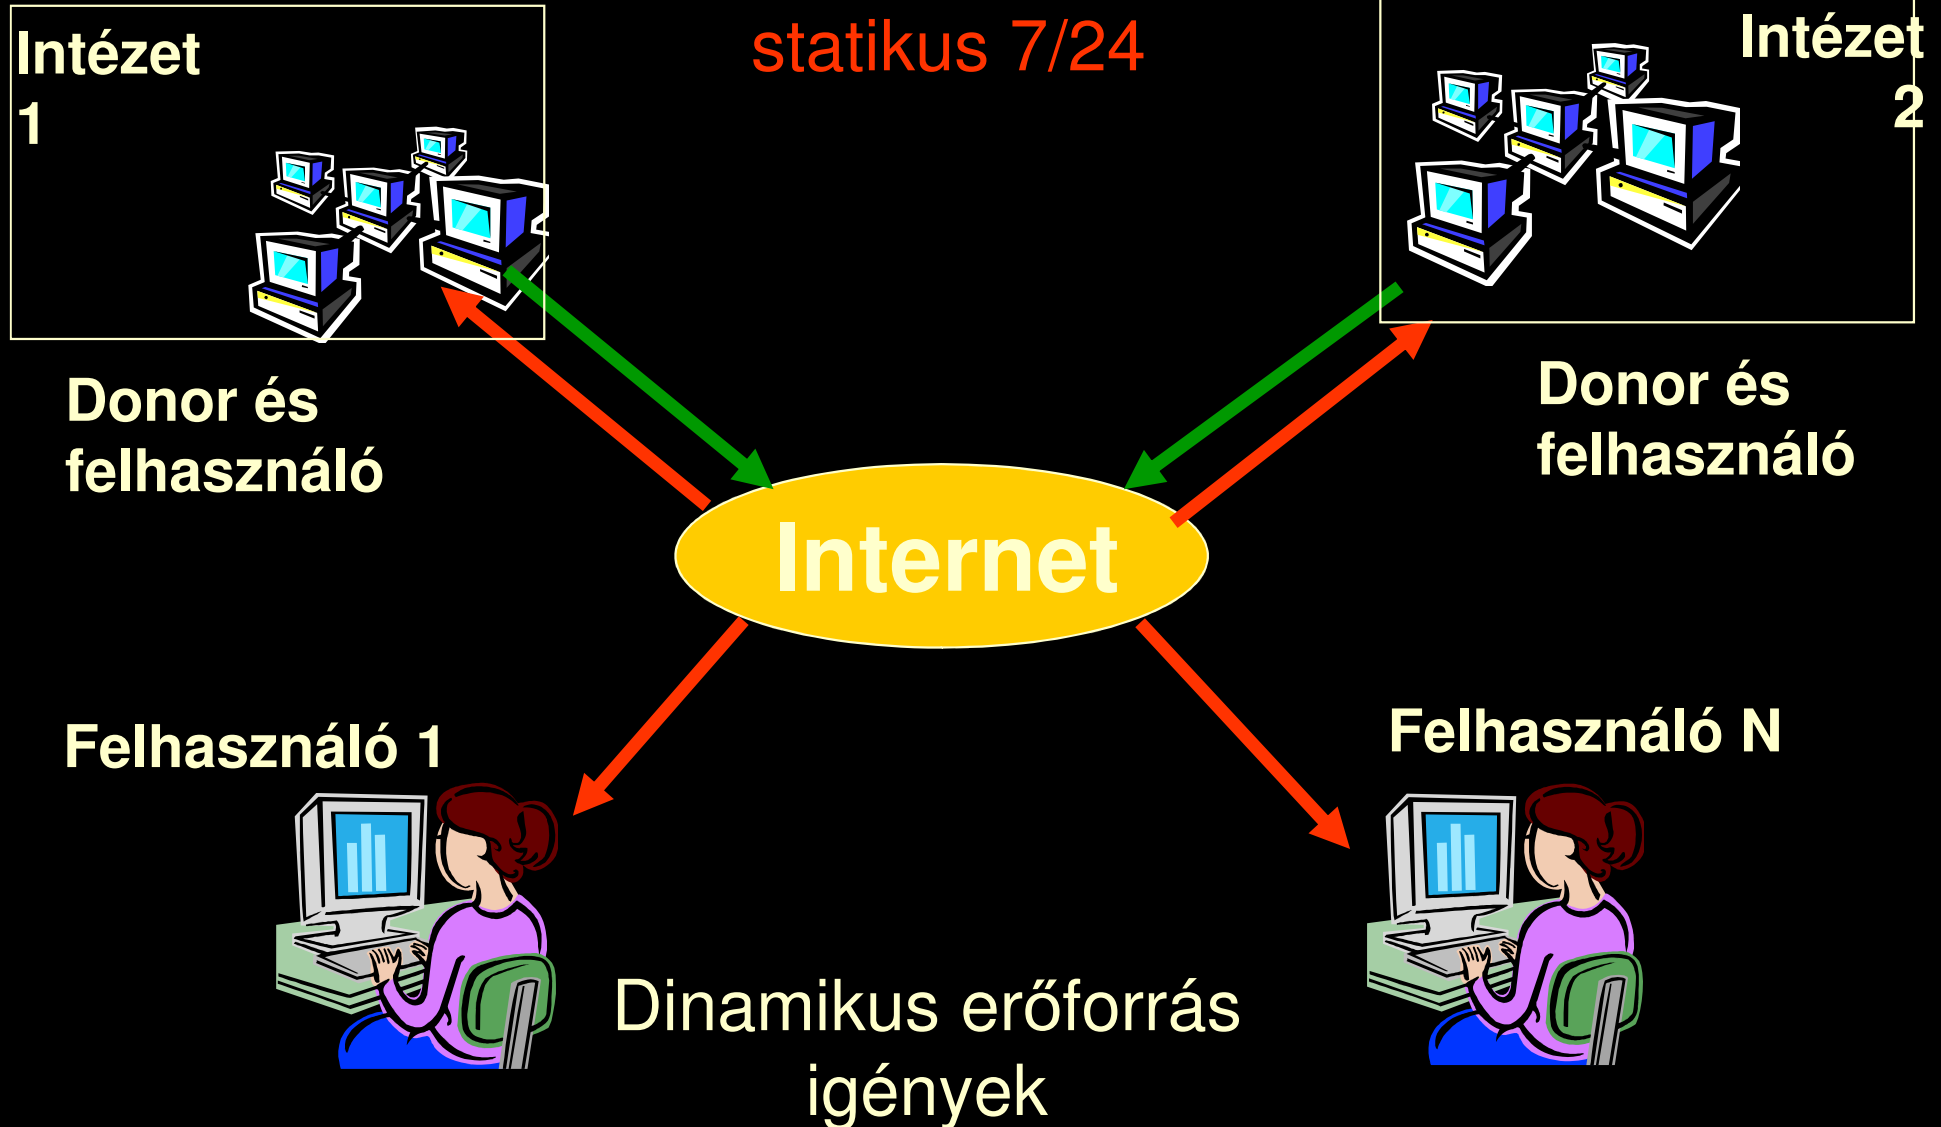 Intézet
1
statikus 7/24
Intézet
2
Donor és
felhasználó
Donor és
felhasználó
Internet
Felhasználó 1
Felhasználó N
Dinamikus erőforrás
igények